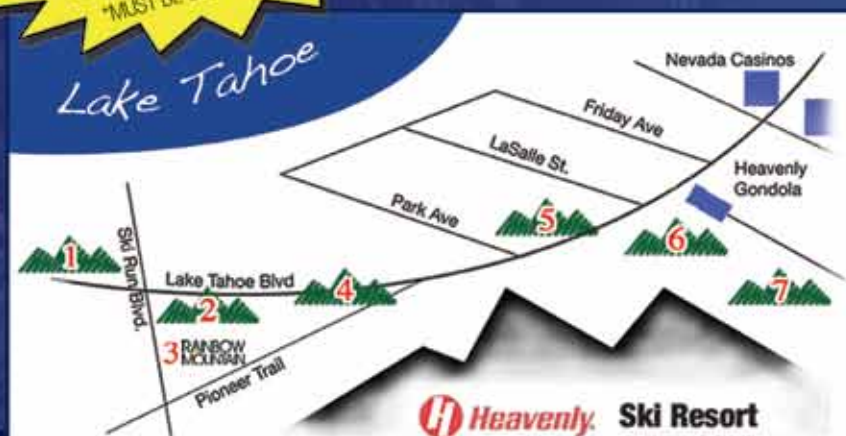 *MUST BE
Lake Tahoe
Nevada Casinos
Friday Ave
LaSalle St.
Heavenly
Gondola
Park Ave
5
6
1
Ski Run Blvd.
Lake Tahoe Blvd
4
7
2
3 RAINBOW
MOUNTAIN
Pioneer Trail
H Heavenly. Ski Resort